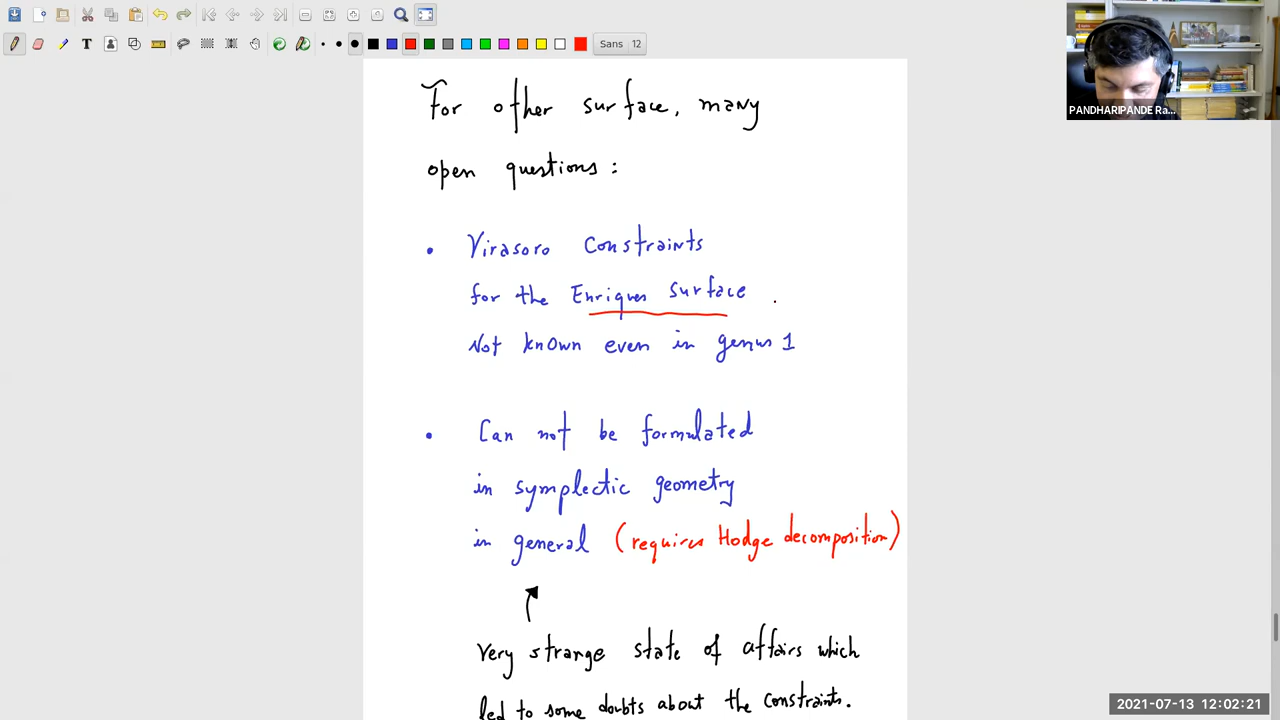 Sans 12
PANDHARIPANDE Ra...
For other surface, many
open questions:
• Virasoro Constraints
for the Enriques surface
Not known even in genus 1
• Can not be formulated
in symplectic geometry
in general (requires Hodge decomposition)
very strange state of affairs which
led to some doubts about the constraints.
2021-07-13 12:02:21